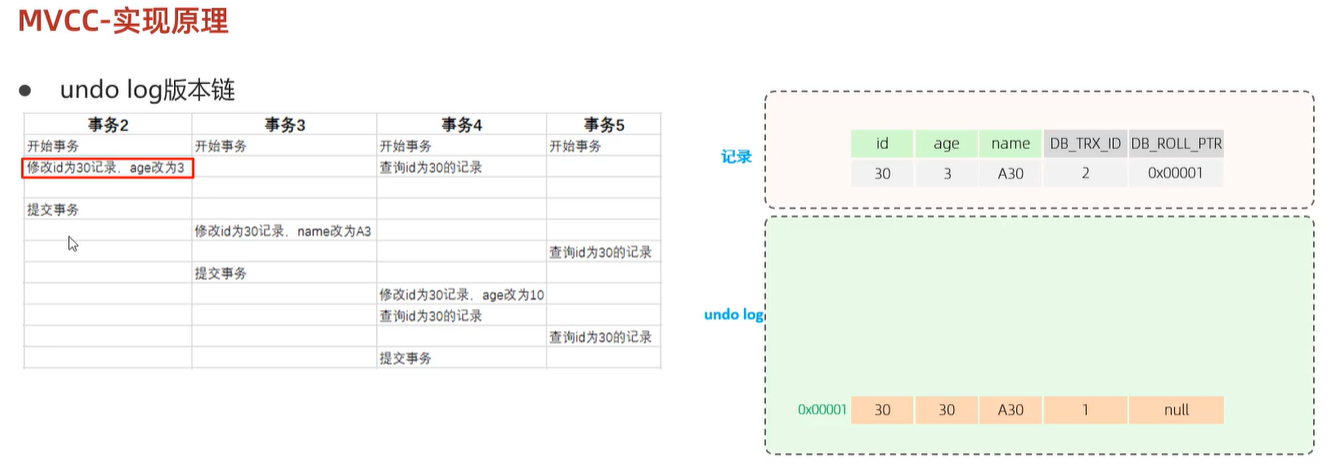 MVCC-实现原理
● undo log版本链
事务2 事务3 事务4 事务5
开始事务 开始事务 开始事务 开始事务
修改id为30记录，age改为3 查询id为30的记录
提交事务
修改id为30记录，name改为A3
查询id为30的记录
提交事务
修改id为30记录，age改为10
查询id为30的记录
查询id为30的记录
提交事务
记录
id age name DB_TRX_ID DB_ROLL_PTR
30 3 A30 2 0x00001
undo log
0x00001 30 30 A30 1 null